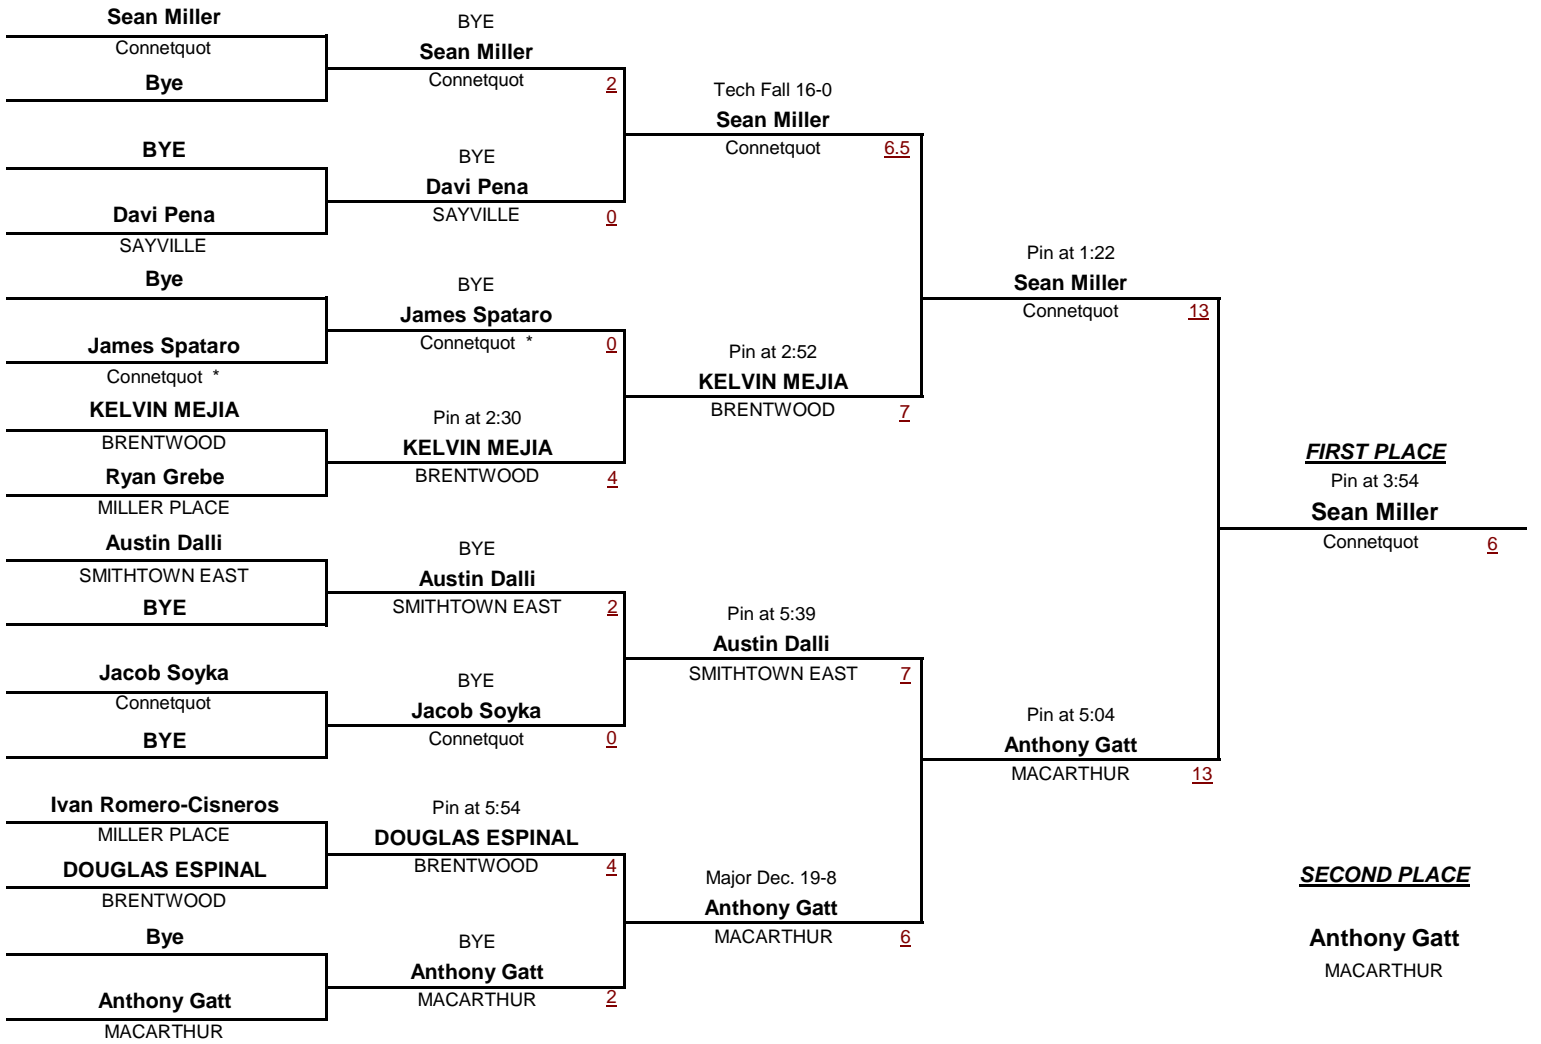 Sean Miller
Connetquot
Bye
BYE
Davi Pena
SAYVILLE
Bye
James Spataro
Connetquot *
KELVIN MEJIA
BRENTWOOD
Ryan Grebe
MILLER PLACE
Austin Dalli
SMITHTOWN EAST
BYE
Jacob Soyka
Connetquot
BYE
Ivan Romero-Cisneros
MILLER PLACE
DOUGLAS ESPINAL
BRENTWOOD
Bye
Anthony Gatt
MACARTHUR
BYE
Sean Miller
Connetquot 2
BYE
Davi Pena
SAYVILLE 0
BYE
James Spataro
Connetquot * 0
Pin at 2:30
KELVIN MEJIA
BRENTWOOD 4
BYE
Austin Dalli
SMITHTOWN EAST 2
BYE
Jacob Soyka
Connetquot 0
Pin at 5:54
DOUGLAS ESPINAL
BRENTWOOD 4
BYE
Anthony Gatt
MACARTHUR 2
Tech Fall 16-0
Sean Miller
Connetquot 6.5
Pin at 2:52
KELVIN MEJIA
BRENTWOOD 7
Pin at 5:39
Austin Dalli
SMITHTOWN EAST 7
Major Dec. 19-8
Anthony Gatt
MACARTHUR 6
Pin at 1:22
Sean Miller
Connetquot 13
Pin at 5:04
Anthony Gatt
MACARTHUR 13
FIRST PLACE
Pin at 3:54
Sean Miller
Connetquot 6
SECOND PLACE
Anthony Gatt
MACARTHUR